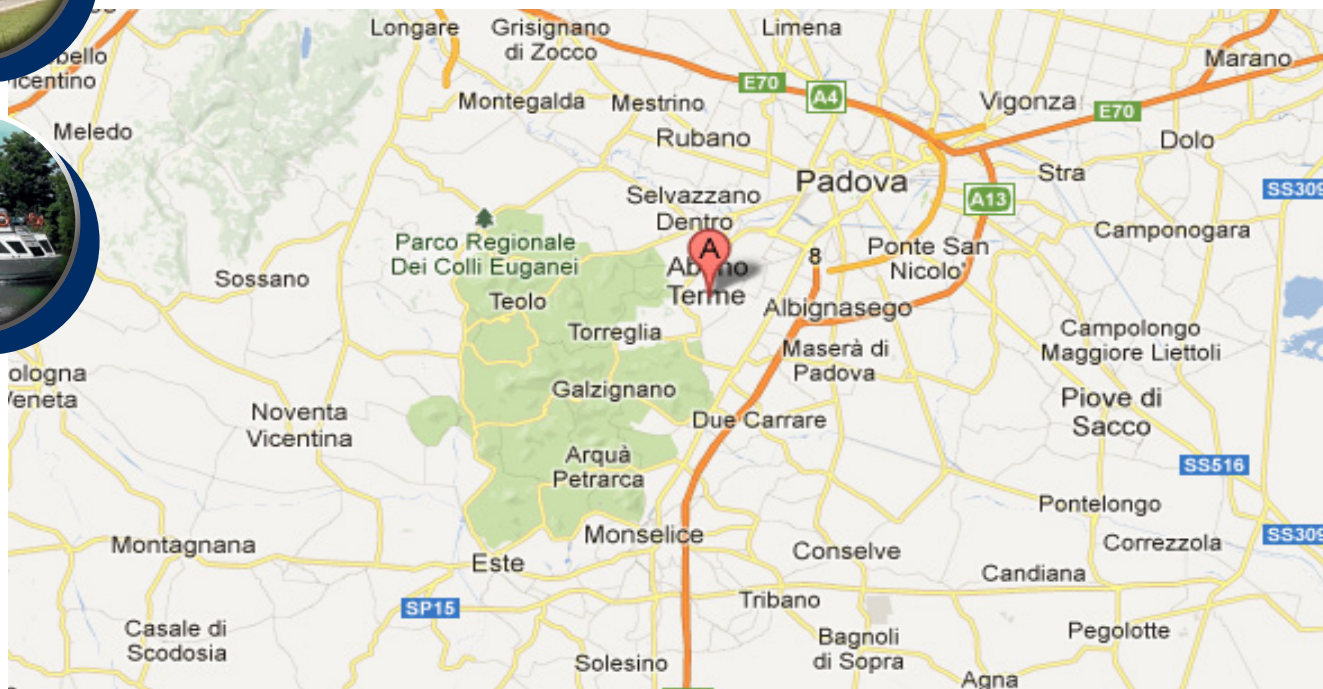 Longare
Grisignano
di Zocco
Limena
Marano
E70
A4
Montegalda
Mestrino
Vigonza
E70
Meledo
Rubano
Dolo
Stra
Padova
Selvazzano
Dentro
A13
SS309
Parco Regionale
Dei Colli Euganei
A
Abano
Terme
8
Ponte San
Nicolo'
Camponogara
Sossano
Teolo
Albignasego
Torreglia
Campolongo
Maggiore Liettoli
Maserà di
Padova
ologna
Veneta
Galzignano
Piove di
Sacco
Noventa
Vicentina
Due Carrare
Arquà
Petrarca
SS516
Pontelongo
Monselice
SS309
Montagnana
Correzzola
Conselve
Este
Candiana
SP15
Tribano
Casale di
Scodosia
Bagnoli
di Sopra
Pegolotte
Solesino
Agna